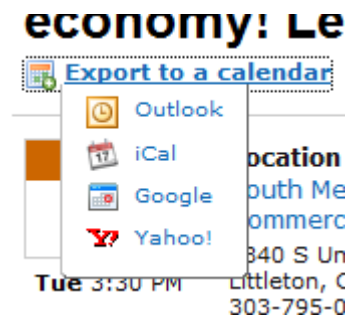 economy! Le
Export to a calendar
Outlook
iCal
Google
Yahoo!
ocation
outh Me
ommerc
840 S Un
Tue 3:30 PM
Littleton, C
303-795-0